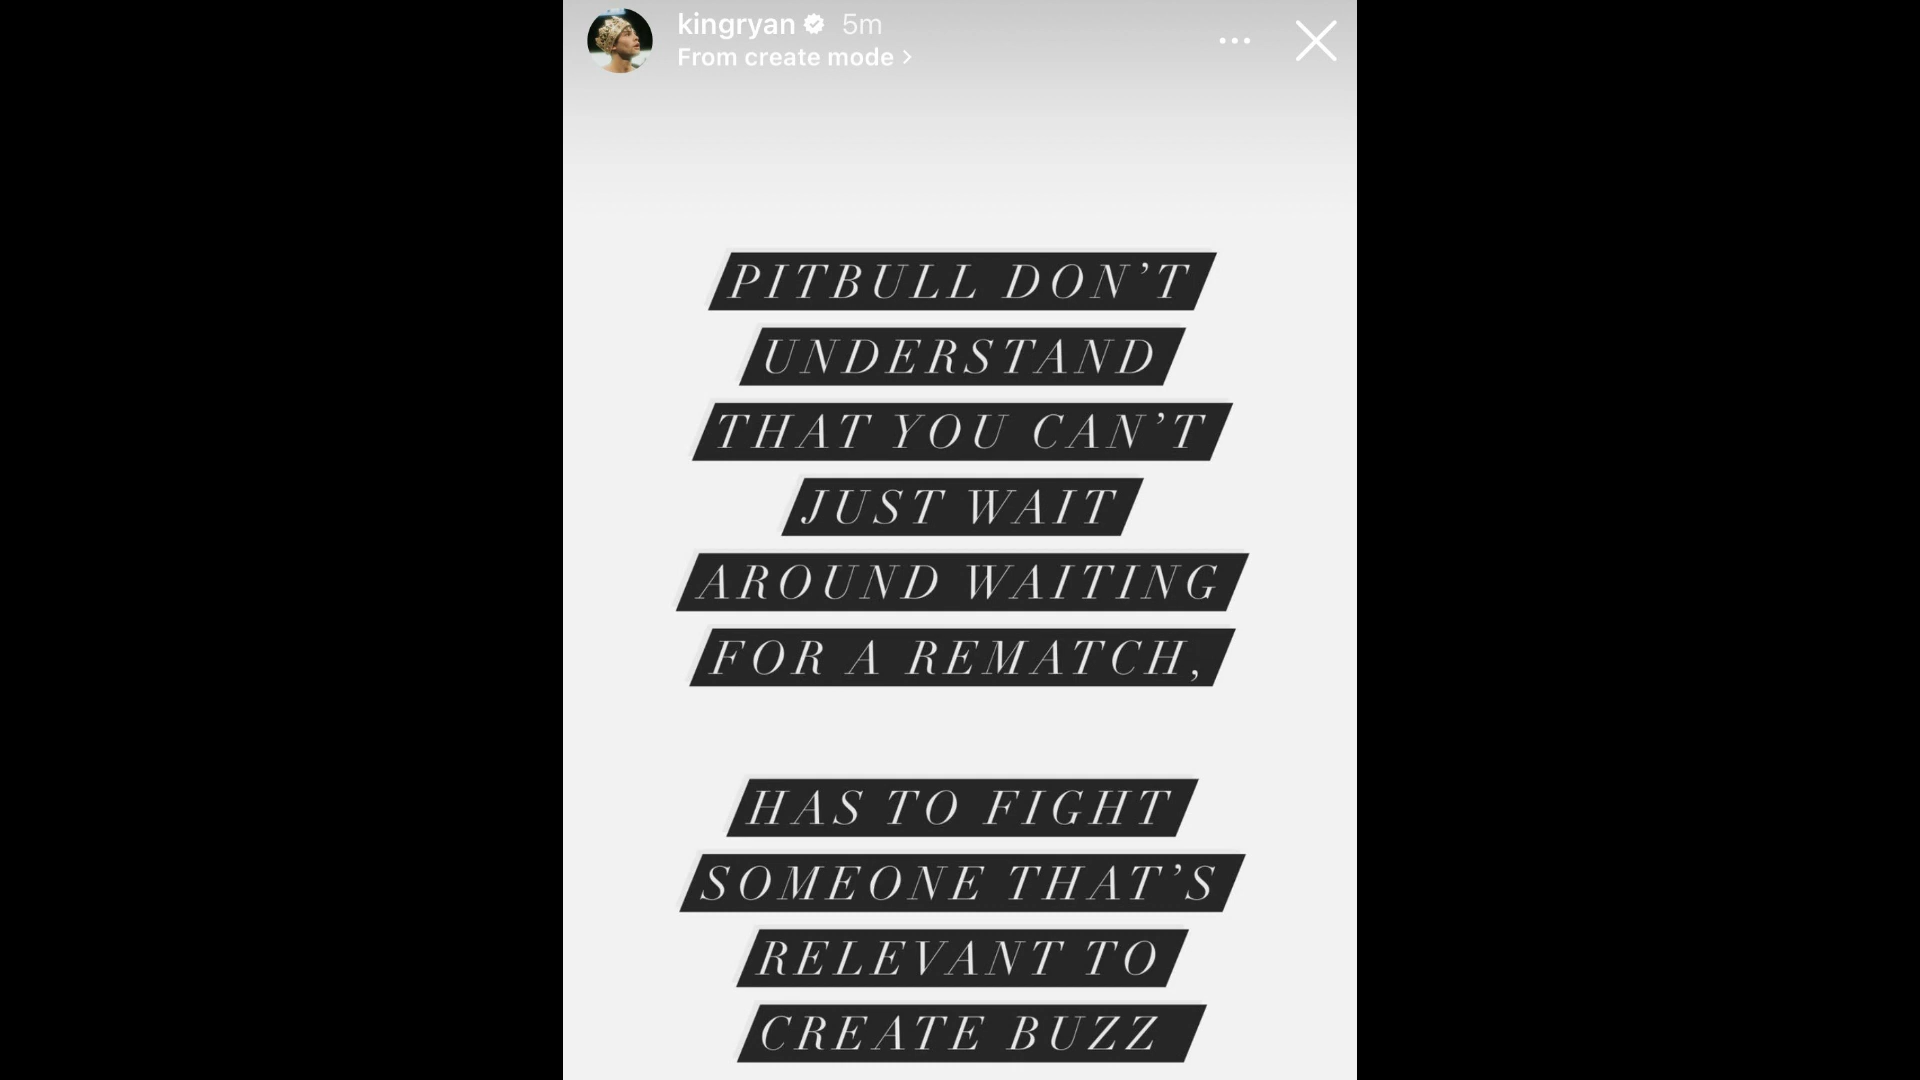 kingryan 5m
From create mode >
PITBULL DON’T
UNDERSTAND
THAT YOU CAN’T
JUST WAIT
AROUND WAITING
FOR A REMATCH,
HAS TO FIGHT
SOMEONE THAT’S
RELEVANT TO
CREATE BUZZ